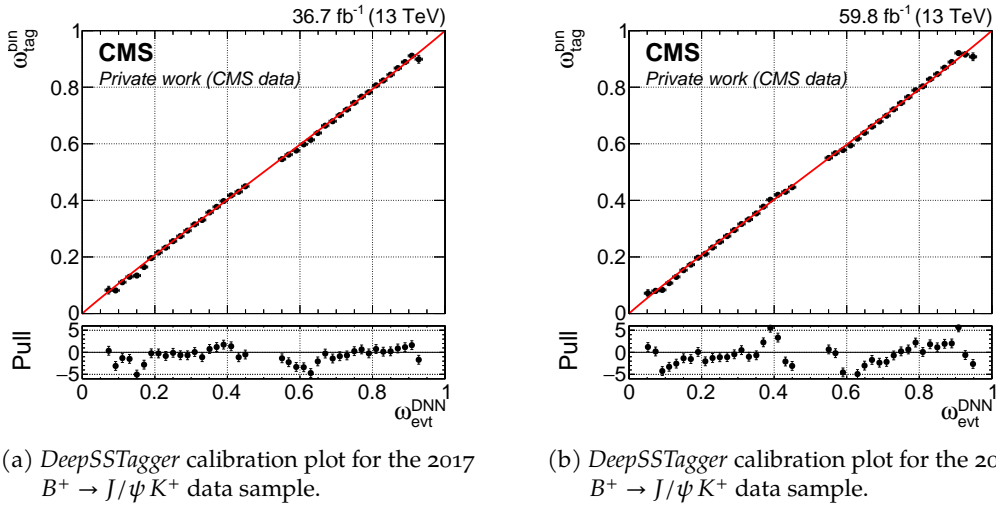 36.7 fb⁻¹ (13 TeV)
ω_tag^bin
1
0.8
0.6
0.4
0.2
0
CMS
Private work (CMS data)
Pull
5
0
−5
0 0.2 0.4 0.6 0.8 1
ω_evt^DNN
(a) DeepSSTagger calibration plot for the 2017
B⁺ → J/ψ K⁺ data sample.
59.8 fb⁻¹ (13 TeV)
ω_tag^bin
1
0.8
0.6
0.4
0.2
0
CMS
Private work (CMS data)
Pull
5
0
−5
0 0.2 0.4 0.6 0.8 1
ω_evt^DNN
(b) DeepSSTagger calibration plot for the 20
B⁺ → J/ψ K⁺ data sample.